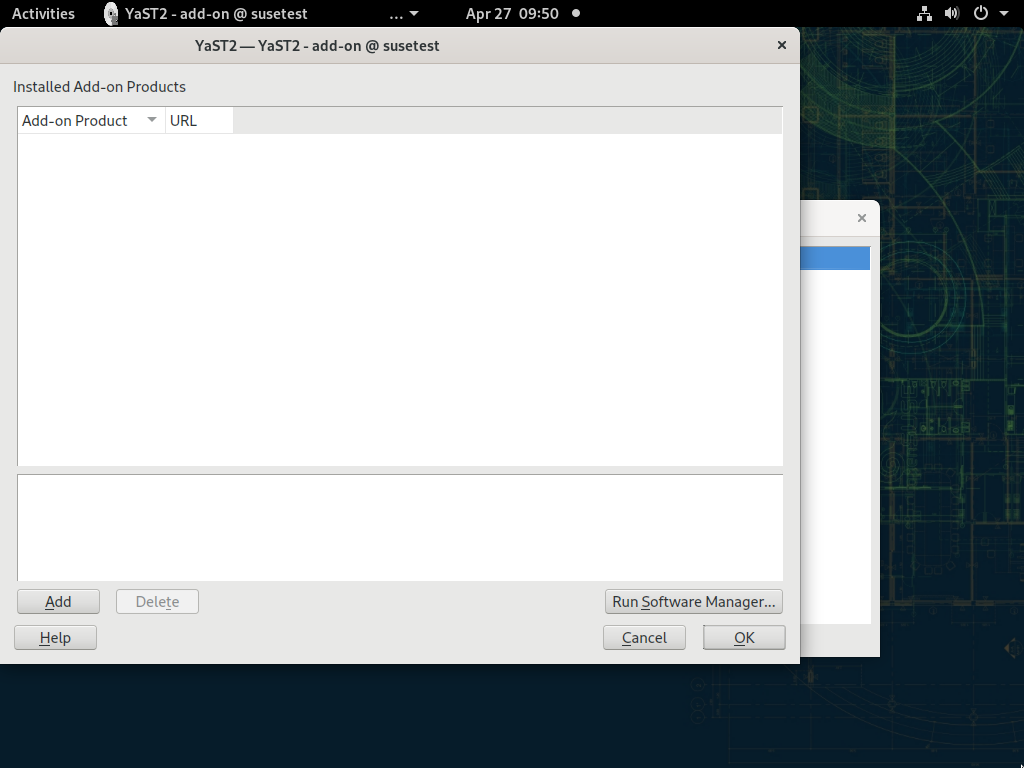 Activities YaST2 - add-on @ susetest ... Apr 27 09:50
YaST2 — YaST2 - add-on @ susetest
Installed Add-on Products
Add-on Product URL
Add Delete Run Software Manager...
Help Cancel OK